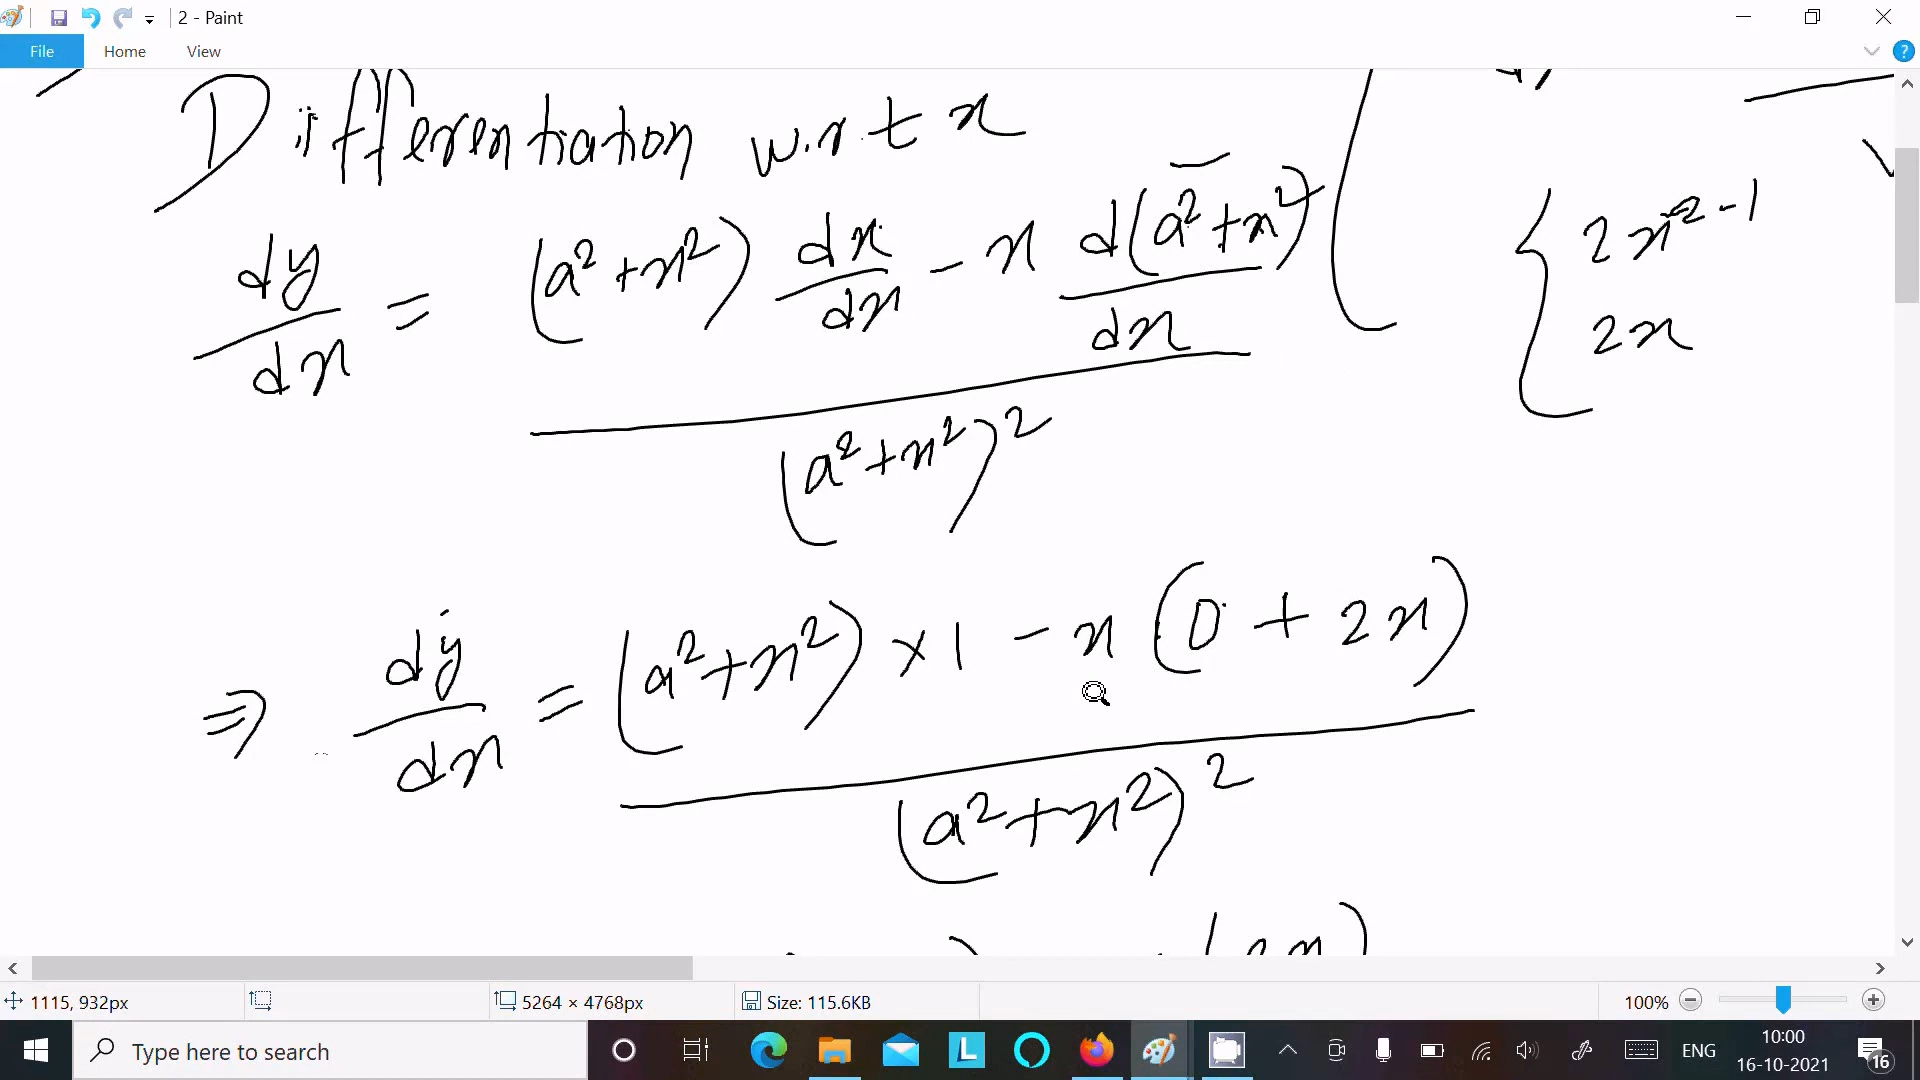 2 - Paint
File Home View
Differentiation w.r.t x
dy/dx = ((a² + x²) dx/dx - x d(a² + x²)/dx) / (a² + x²)²
{ 2x²⁻¹
2x
⇒ dy/dx = ((a² + x²) × 1 - x (0 + 2x)) / (a² + x²)²
1115, 932px 5264 × 4768px Size: 115.6KB 100%
Type here to search
L
ENG
10:00
16-10-2021
16